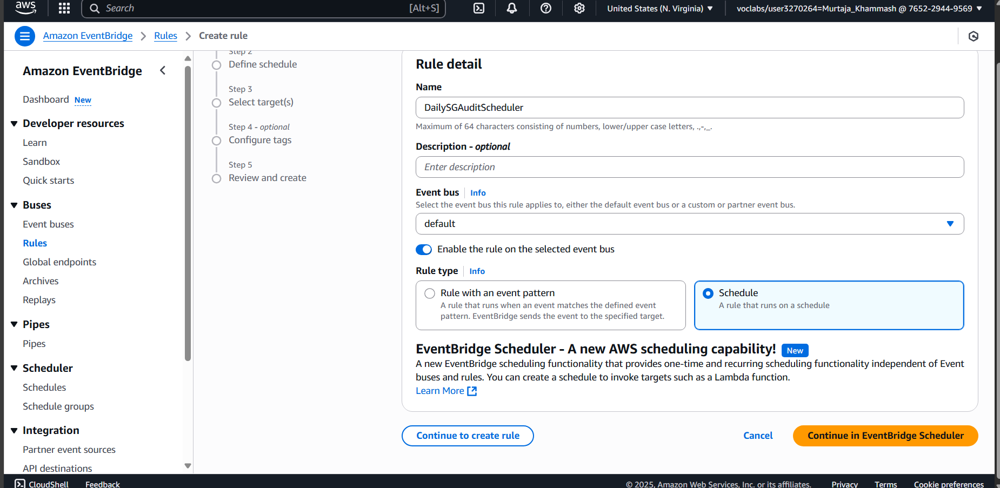 aws
Search
[Alt+S]
United States (N. Virginia)
voclabs/user3270264=Murtaja_Khammash @ 7652-2944-9569
Amazon EventBridge
Rules
Create rule
Amazon EventBridge
Dashboard New
Developer resources
Learn
Sandbox
Quick starts
Buses
Event buses
Rules
Global endpoints
Archives
Replays
Pipes
Pipes
Scheduler
Schedules
Schedule groups
Integration
Partner event sources
API destinations
Step 2
Define schedule
Step 3
Select target(s)
Step 4 - optional
Configure tags
Step 5
Review and create
Rule detail
Name
DailySGAuditScheduler
Maximum of 64 characters consisting of numbers, lower/upper case letters, .,-,_.
Description - optional
Enter description
Event bus Info
Select the event bus this rule applies to, either the default event bus or a custom or partner event bus.
default
Enable the rule on the selected event bus
Rule type Info
Rule with an event pattern
A rule that runs when an event matches the defined event
pattern. EventBridge sends the event to the specified target.
Schedule
A rule that runs on a schedule
EventBridge Scheduler - A new AWS scheduling capability! New
A new EventBridge scheduling functionality that provides one-time and recurring scheduling functionality independent of Event
buses and rules. You can create a schedule to invoke targets such as a Lambda function.
Learn More
Continue to create rule
Cancel
Continue in EventBridge Scheduler
CloudShell
Feedback
© 2025, Amazon Web Services, Inc. or its affiliates.
Privacy
Terms
Cookie preferences